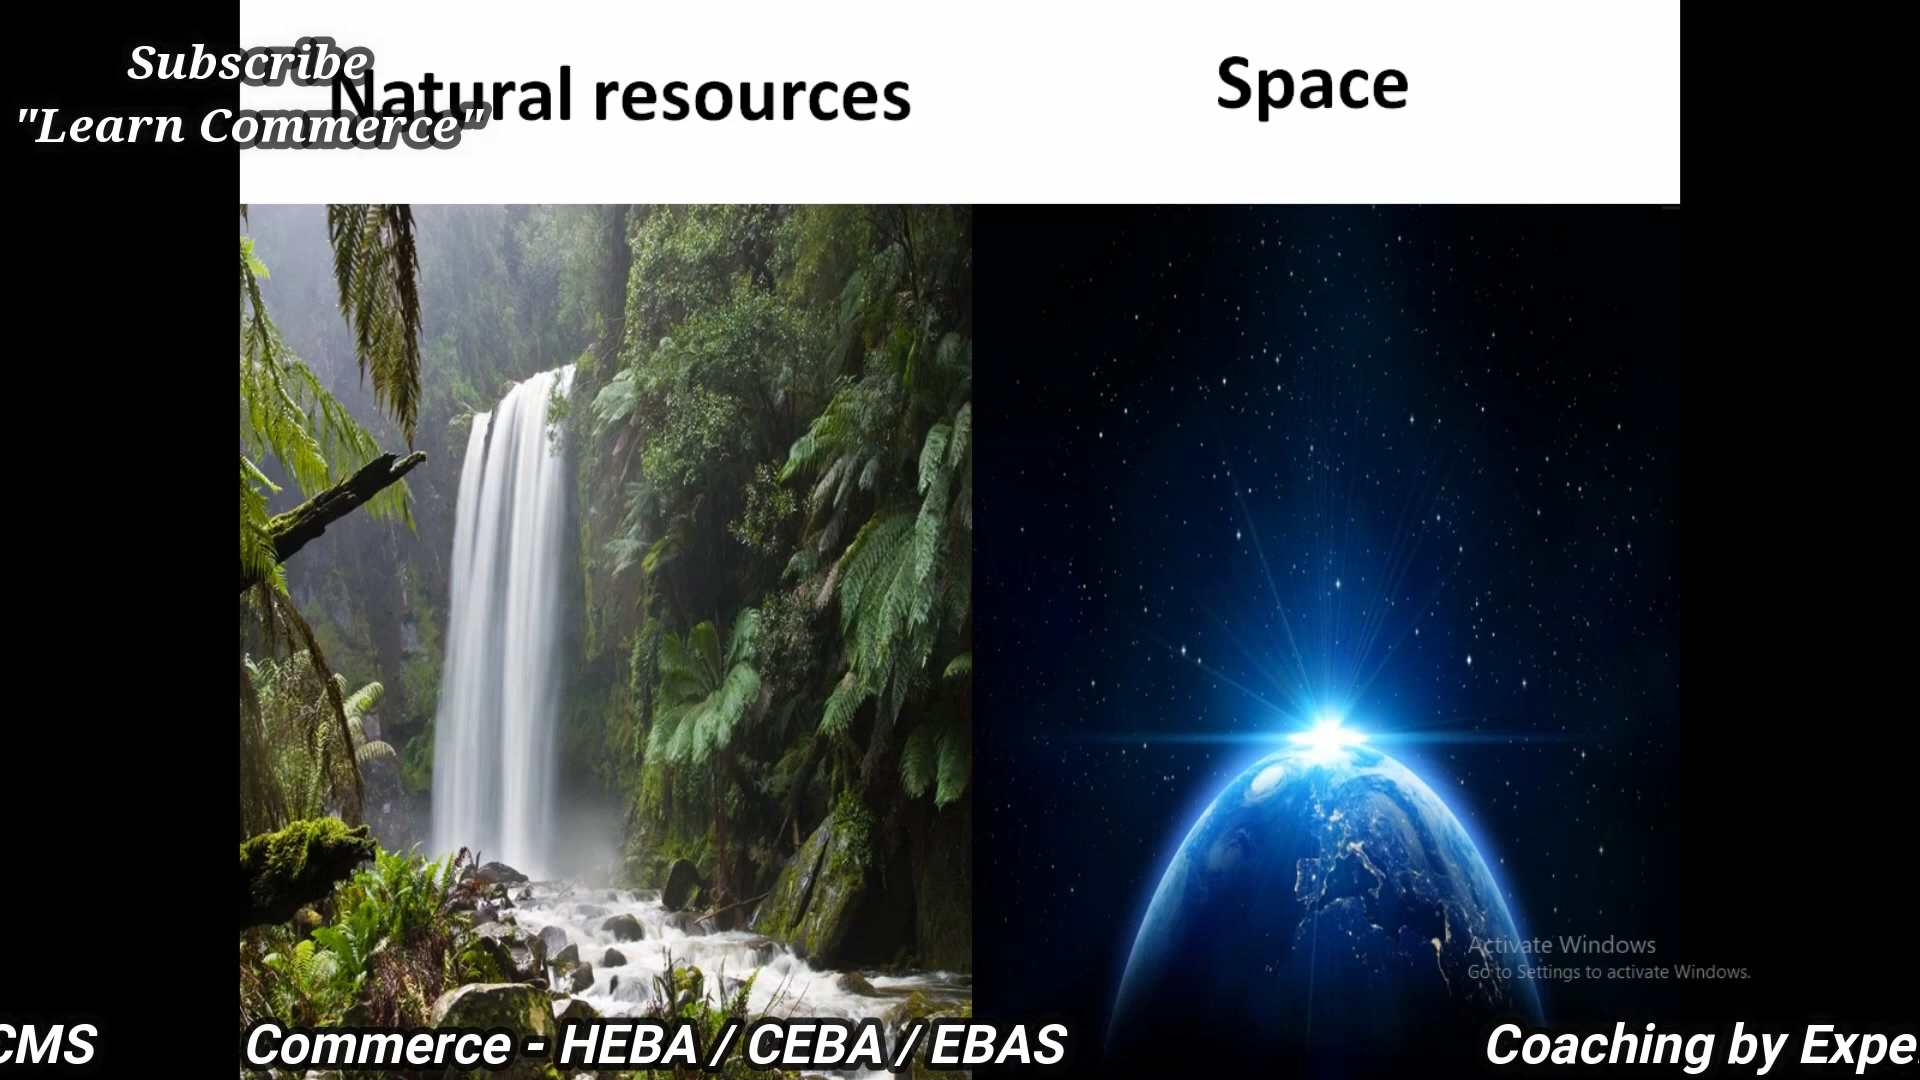 Subscribe
"Learn Commerce"
Natural resources
Space
Activate Windows
Go to Settings to activate Windows.
CMS
Commerce - HEBA / CEBA / EBAS
Coaching by Expe